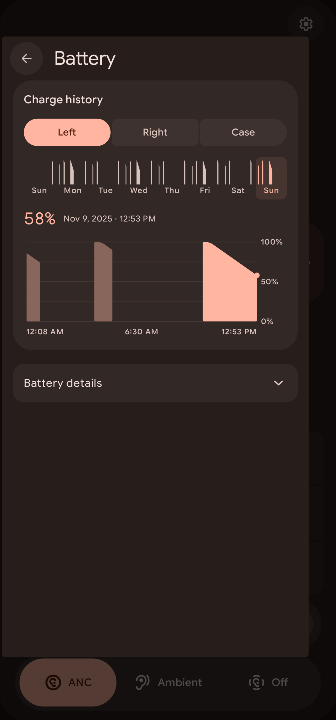 Battery
Charge history
Left Right Case
Sun Mon Tue Wed Thu Fri Sat Sun
58% Nov 9, 2025 · 12:53 PM
100%
50%
0%
12:08 AM 6:30 AM 12:53 PM
Battery details
ANC Ambient Off